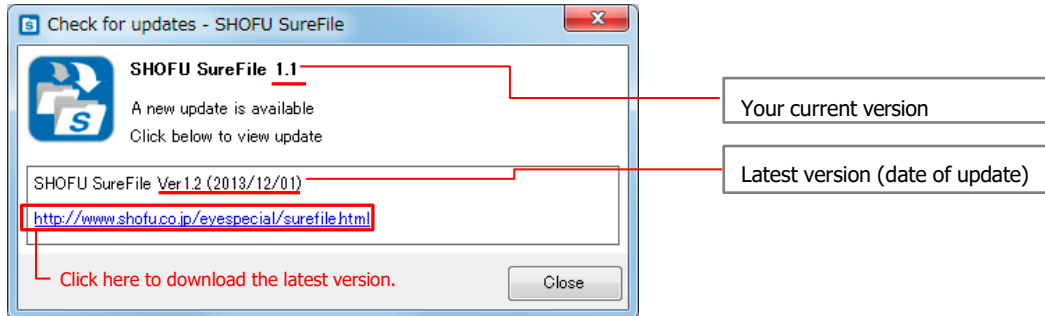 Check for updates - SHOFU SureFile
SHOFU SureFile 1.1
A new update is available
Click below to view update
Your current version
SHOFU SureFile Ver1.2 (2013/12/01)
Latest version (date of update)
http://www.shofu.co.jp/eyespecial/surefile.html
Click here to download the latest version.
Close